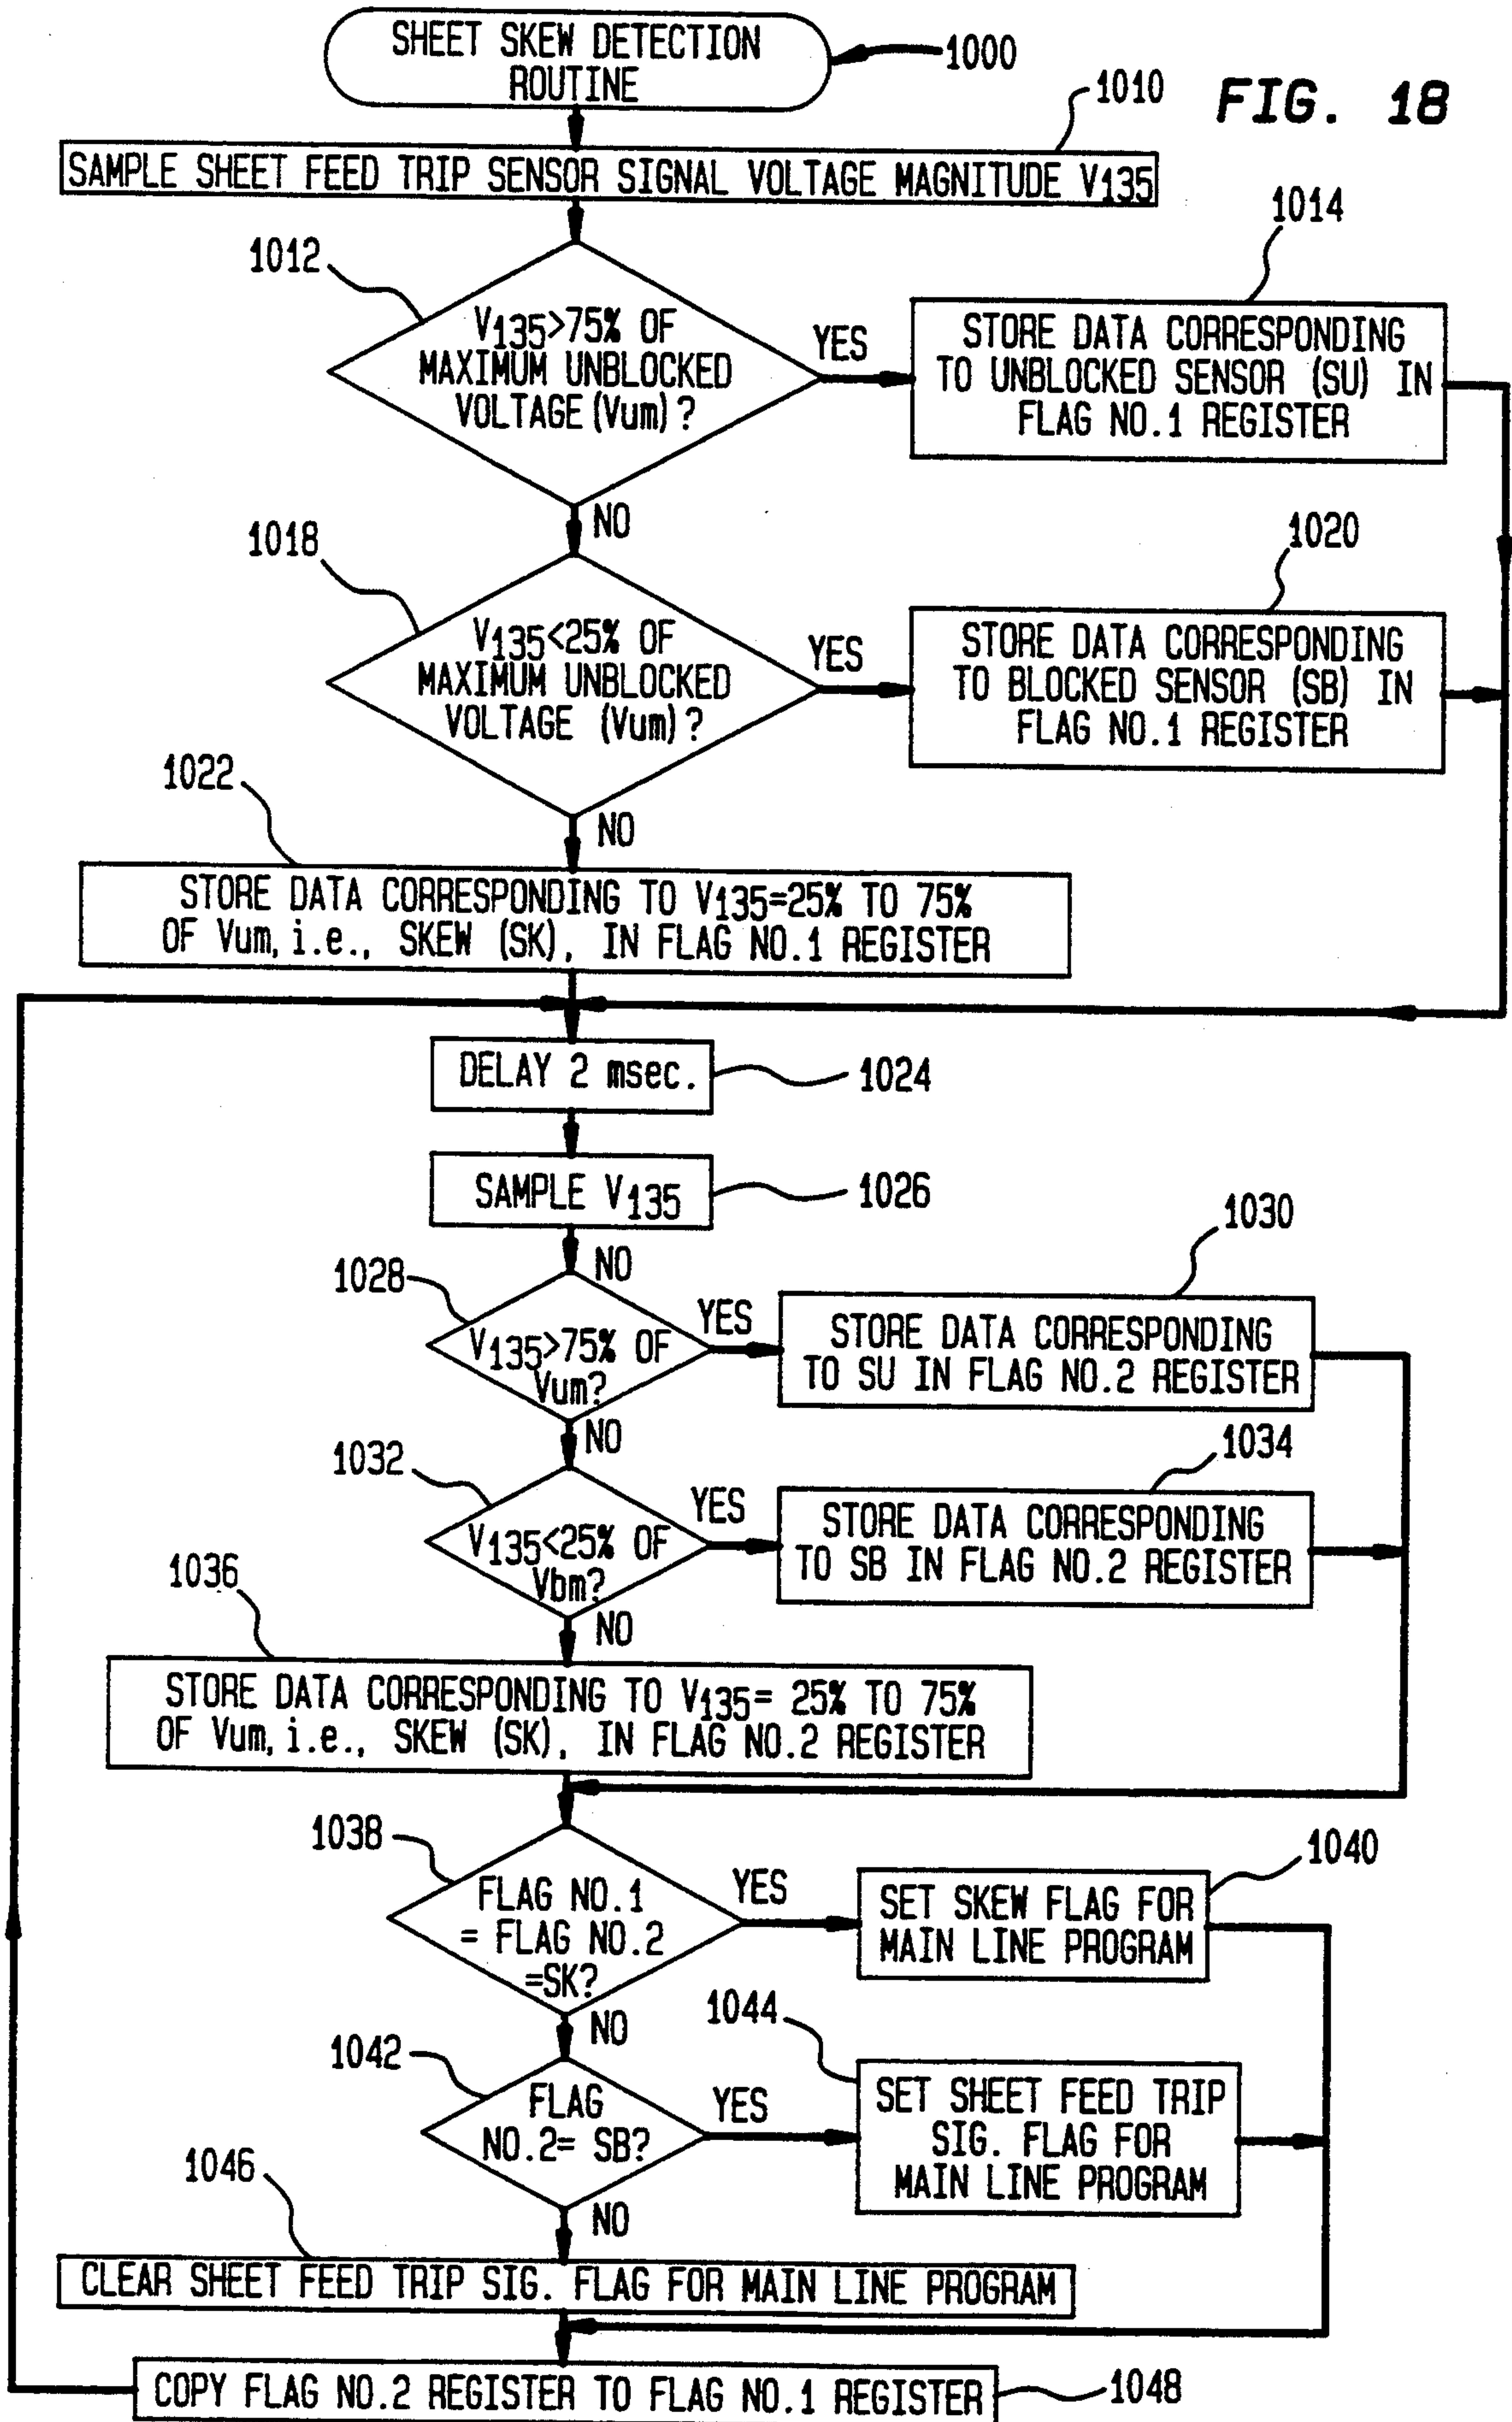 SHEET SKEW DETECTION
ROUTINE
1000
FIG. 18
1010
SAMPLE SHEET FEED TRIP SENSOR SIGNAL VOLTAGE MAGNITUDE V135
1012
V135>75% OF
MAXIMUM UNBLOCKED
VOLTAGE (Vum)?
YES
1014
STORE DATA CORRESPONDING
TO UNBLOCKED SENSOR (SU) IN
FLAG NO.1 REGISTER
NO
1018
V135<25% OF
MAXIMUM UNBLOCKED
VOLTAGE (Vum)?
YES
1020
STORE DATA CORRESPONDING
TO BLOCKED SENSOR (SB) IN
FLAG NO.1 REGISTER
NO
1022
STORE DATA CORRESPONDING TO V135=25% TO 75%
OF Vum, i.e., SKEW (SK), IN FLAG NO.1 REGISTER
DELAY 2 msec.
1024
SAMPLE V135
1026
NO
1028
V135>75% OF
Vum?
YES
1030
STORE DATA CORRESPONDING
TO SU IN FLAG NO.2 REGISTER
NO
1032
V135<25% OF
Vbm?
YES
1034
STORE DATA CORRESPONDING
TO SB IN FLAG NO.2 REGISTER
NO
1036
STORE DATA CORRESPONDING TO V135= 25% TO 75%
OF Vum, i.e., SKEW (SK), IN FLAG NO.2 REGISTER
1038
FLAG NO.1
= FLAG NO.2
=SK?
YES
1040
SET SKEW FLAG FOR
MAIN LINE PROGRAM
NO
1042
FLAG
NO.2= SB?
YES
1044
SET SHEET FEED TRIP
SIG. FLAG FOR
MAIN LINE PROGRAM
NO
1046
CLEAR SHEET FEED TRIP SIG. FLAG FOR MAIN LINE PROGRAM
COPY FLAG NO.2 REGISTER TO FLAG NO.1 REGISTER
1048